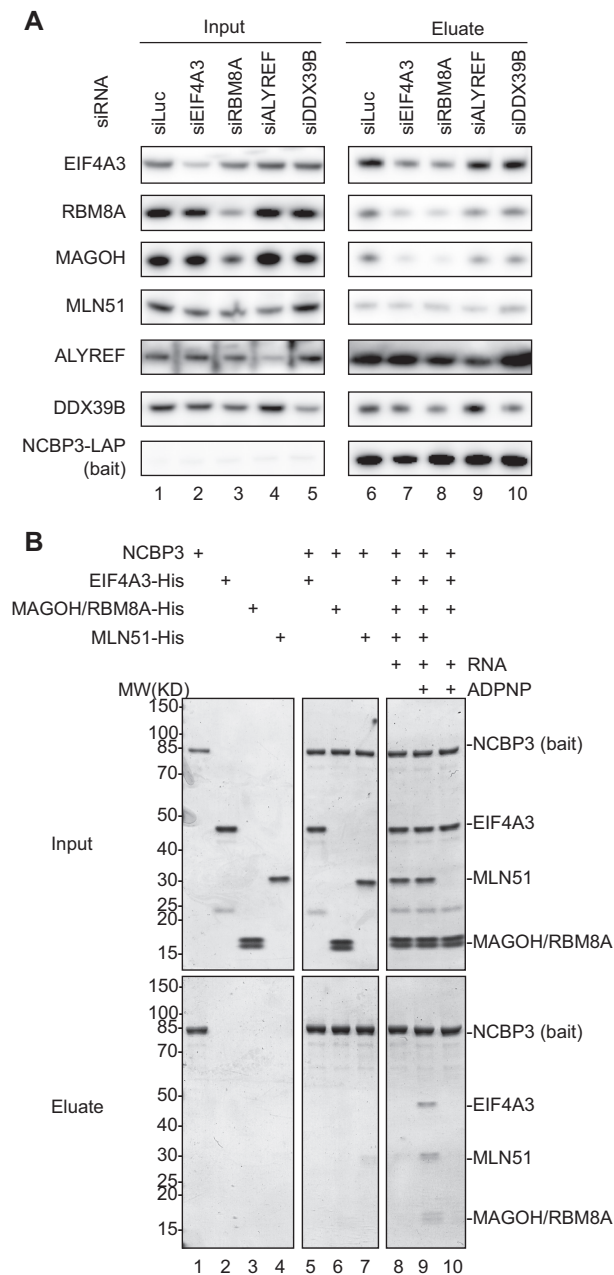 A
Input Eluate
siRNA siLuc siEIF4A3 siRBM8A siALYREF siDDX39B siLuc siEIF4A3 siRBM8A siALYREF siDDX39B
EIF4A3
RBM8A
MAGOH
MLN51
ALYREF
DDX39B
NCBP3-LAP
(bait)
1 2 3 4 5 6 7 8 9 10
B
NCBP3 + + + + + + +
EIF4A3-His + + + + +
MAGOH/RBM8A-His + + + + +
MLN51-His + + + +
+ + + RNA
MW(KD) + + ADPNP
150
100
85 -NCBP3 (bait)
70
50 -EIF4A3
40
Input
30 -MLN51
25
20
15 -MAGOH/RBM8A
150
100
85 -NCBP3 (bait)
70
50 -EIF4A3
Eluate
40
30 -MLN51
25
20
15 -MAGOH/RBM8A
1 2 3 4 5 6 7 8 9 10